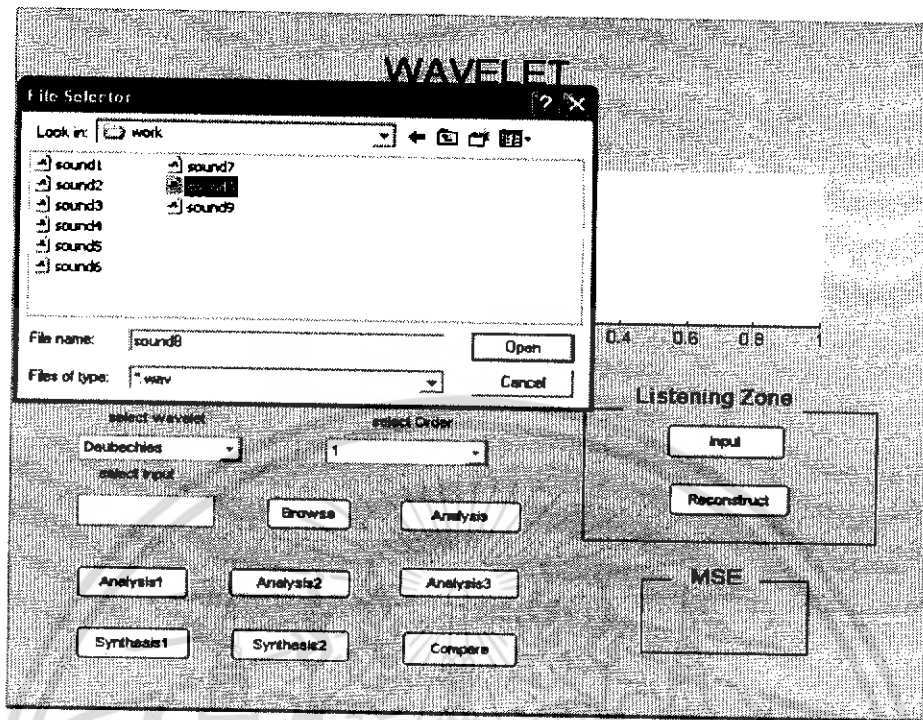 WAVELET
File Selector
Look in: work
sound1
sound2
sound3
sound4
sound5
sound6
sound7
sound9
File name: sound8
Open
Files of type: *.wav
Cancel
0.4 0.6 0.8 1
select wavelet
select Order
Daubechies
1
select input
Browse
Analysis
Analysis1
Analysis2
Analysis3
Synthesis1
Synthesis2
Compare
Listening Zone
Input
Reconstruct
MSE